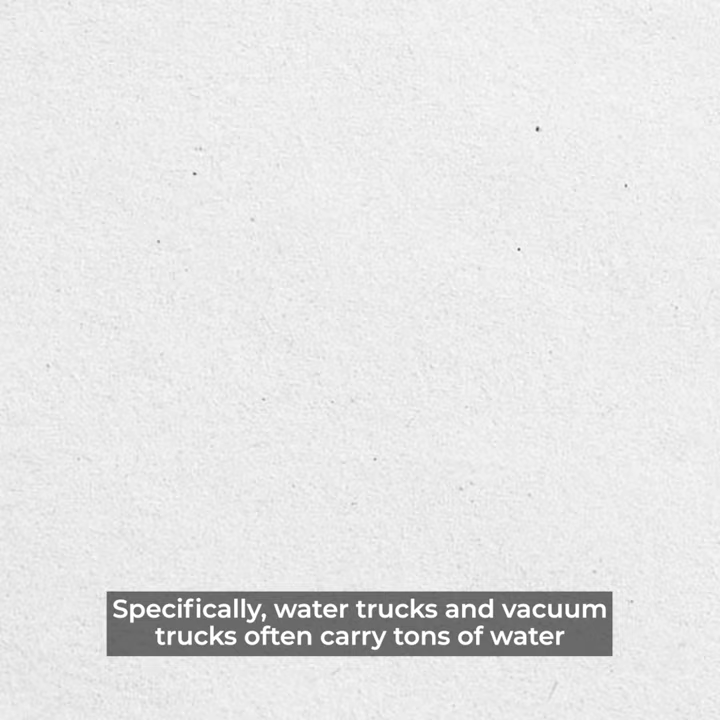 Specifically, water trucks and vacuum
trucks often carry tons of water